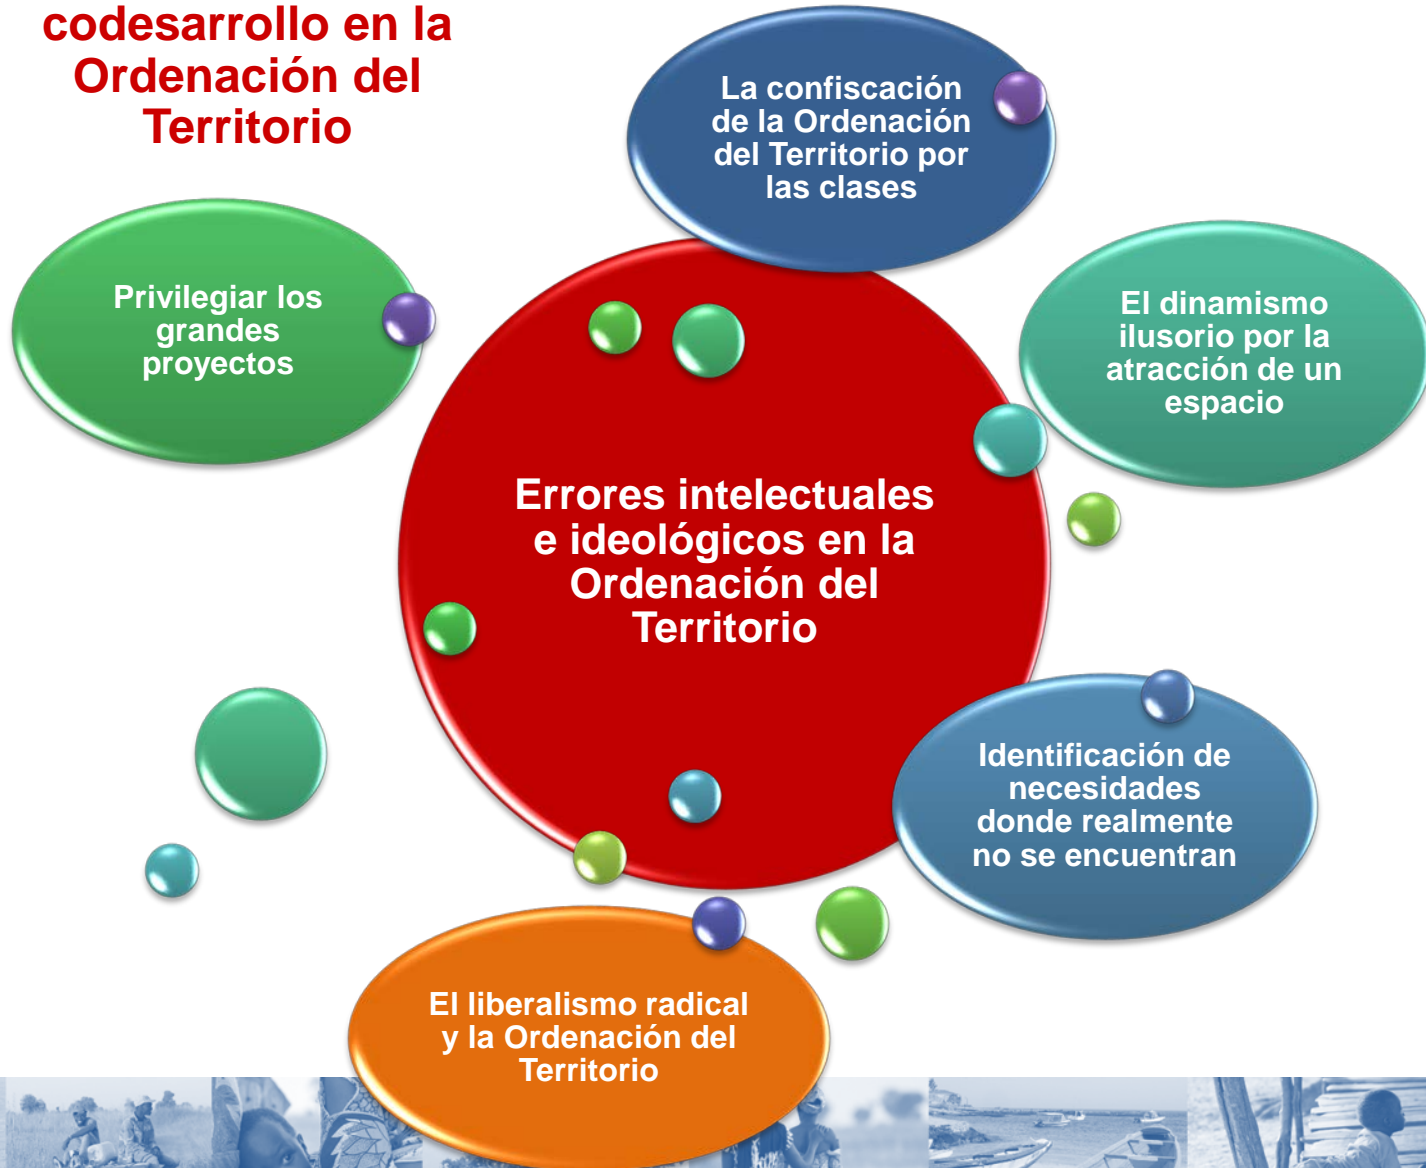 codesarrollo en la
Ordenación del
Territorio
La confiscación
de la Ordenación
del Territorio por
las clases
Privilegiar los
grandes
proyectos
El dinamismo
ilusorio por la
atracción de un
espacio
Errores intelectuales
e ideológicos en la
Ordenación del
Territorio
Identificación de
necesidades
donde realmente
no se encuentran
El liberalismo radical
y la Ordenación del
Territorio